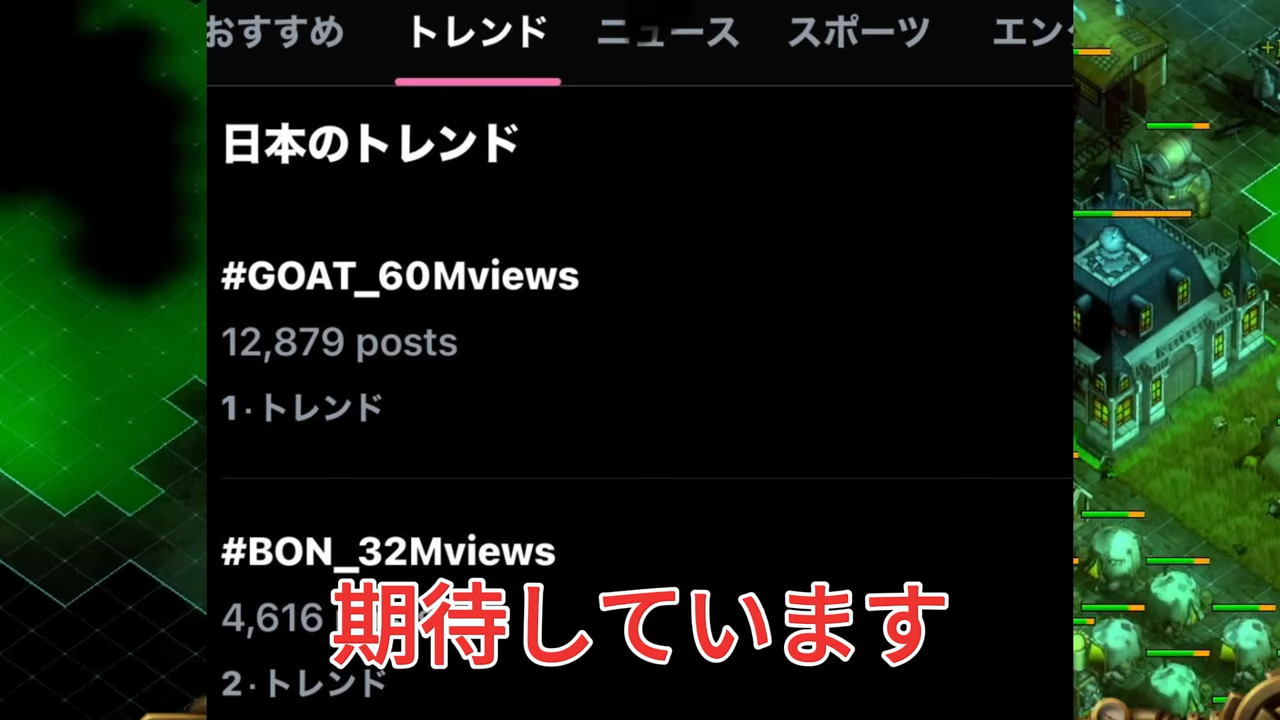 おすすめ トレンド ニュース スポーツ エン
日本のトレンド
#GOAT_60Mviews
12,879 posts
1·トレンド
#BON_32Mviews
4,616
期待しています
2·トレンド